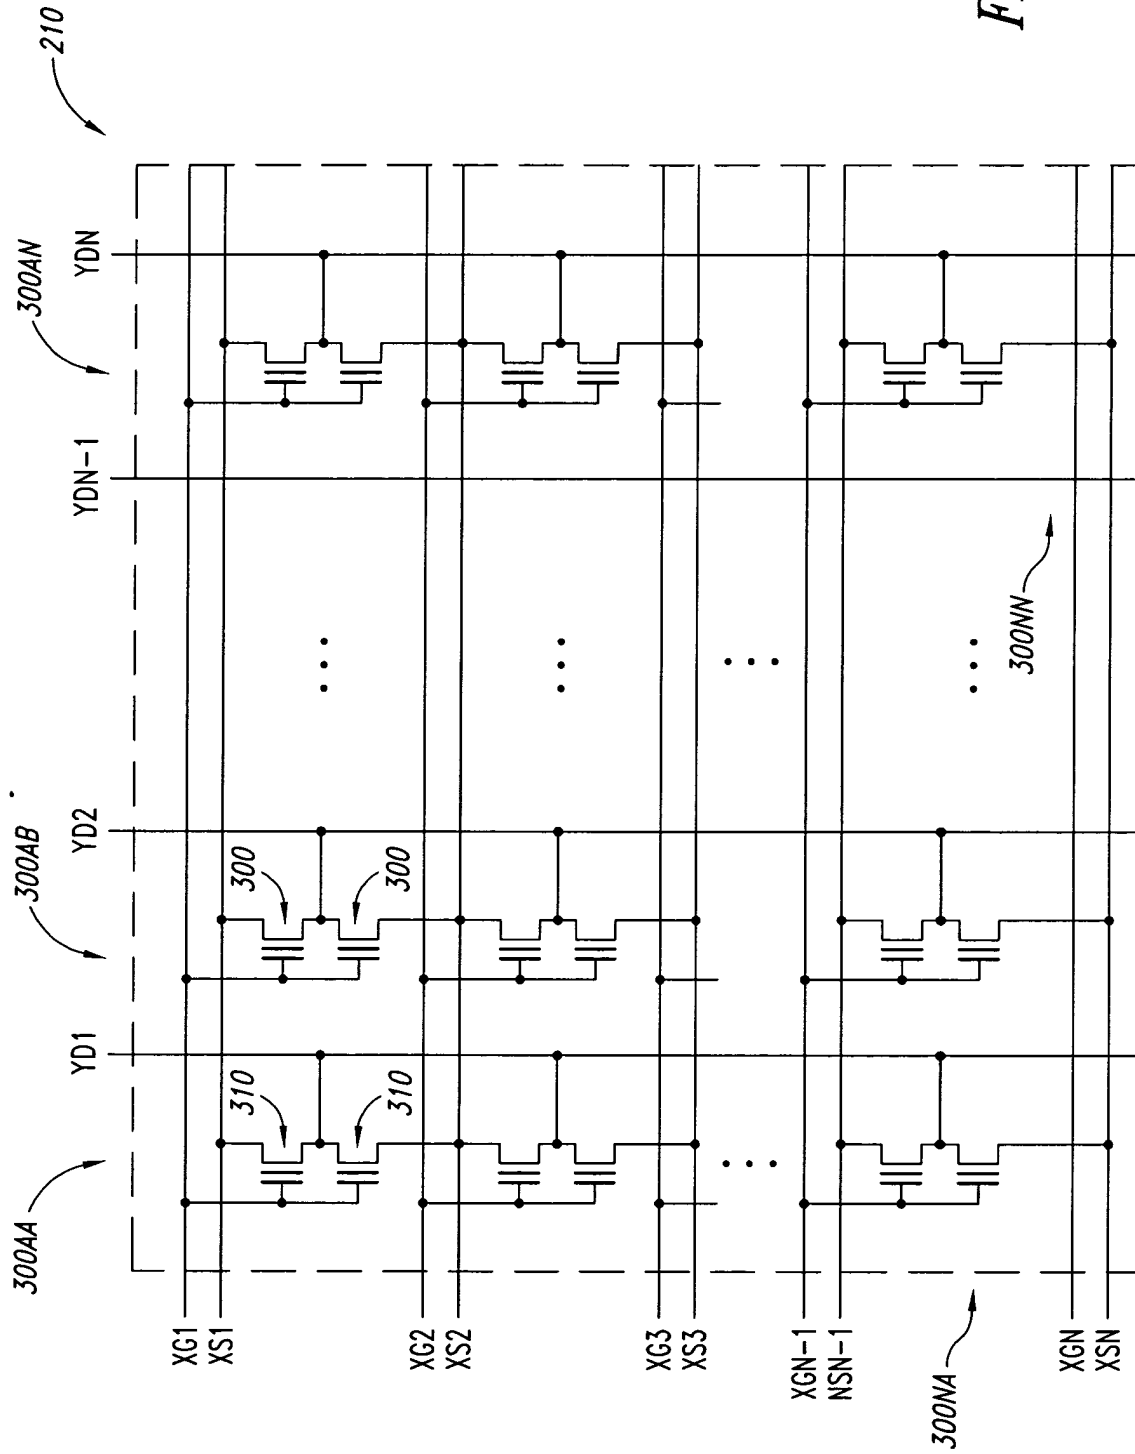 F
210
300AN
YDN
YDN-1
300AB
YD2
YD1
300AA
300
300
310
310
XG1
XS1
XG2
XS2
XG3
XS3
XGN-1
NSN-1
XGN
XSN
300NN
300NA